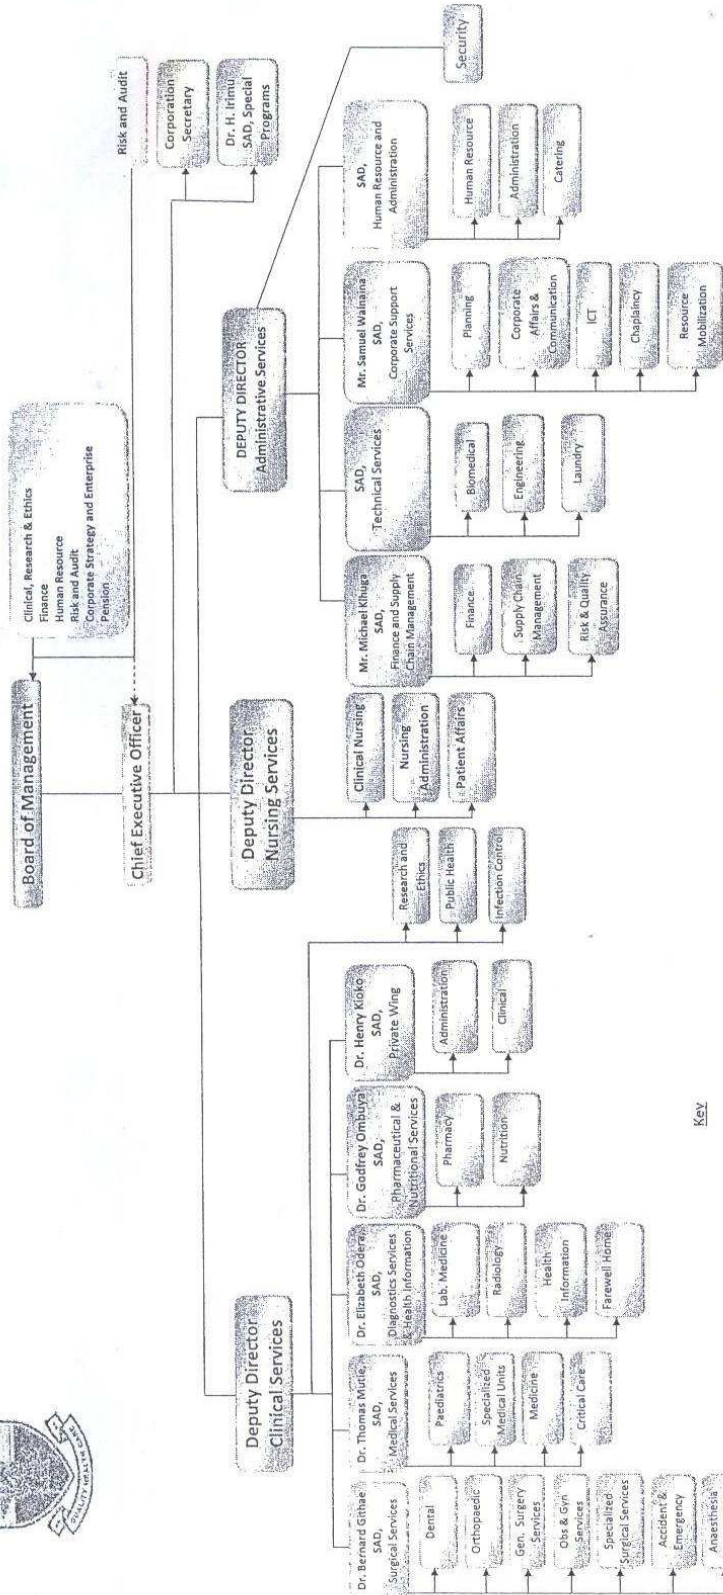 QUALITY HEALTH CARE
Board of Management
Clinical, Research & Ethics
Finance
Human Resource
Risk and Audit
Corporate Strategy and Enterprise
Pension
Chief Executive Officer
Risk and Audit
Corporation
Secretary
Dr. H. Irimu
SAD, Special
Programs
Deputy Director
Clinical Services
Deputy Director
Nursing Services
DEPUTY DIRECTOR
Administrative Services
Security
Dr. Bernard Githae
SAD,
Surgical Services
Dental
Orthopaedic
Gen. Surgery
Services
Obs & Gyn
Services
Specialized
Surgical Services
Accident &
Emergency
Anaesthesia
Dr. Thomas Mutie,
SAD,
Medical Services
Paediatrics
Specialized
Medical Units
Medicine
Critical Care
Dr. Elizabeth Odera,
SAD,
Diagnostics Services
& Health Information
Lab. Medicine
Radiology
Health
Information
Farewell Home
Dr. Godfrey Ombuya
SAD,
Pharmaceutical &
Nutritional Services
Pharmacy
Nutrition
Dr. Henry Kioko
SAD,
Private Wing
Administration
Clinical
Research and
Ethics
Public Health
Infection Control
Clinical Nursing
Nursing
Administration
Patient Affairs
Mr. Michael Kihuga
SAD,
Finance and Supply
Chain Management
Finance
Supply Chain
Management
Risk & Quality
Assurance
SAD,
Technical Services
Biomedical
Engineering
Laundry
Mr. Samuel Wainaina
SAD,
Corporate Support
Services
Planning
Corporate
Affairs &
Communication
ICT
Chaplaincy
Resource
Mobilization
SAD,
Human Resource and
Administration
Human Resource
Administration
Catering
Key